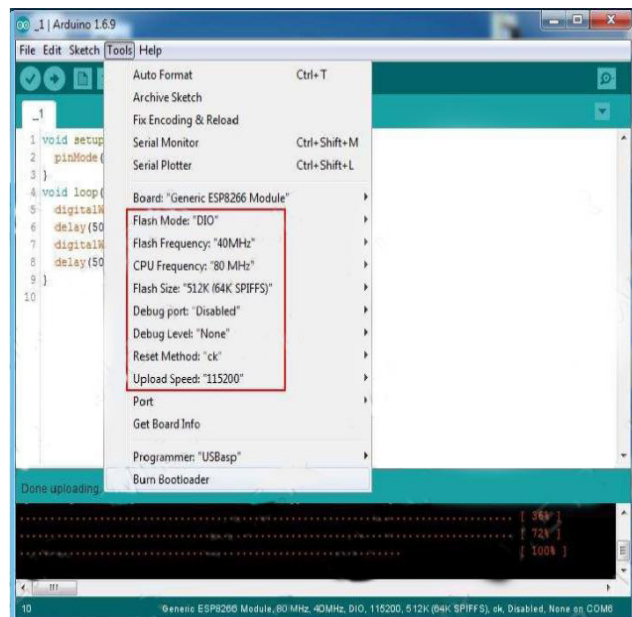 _1 | Arduino 1.6.9
File Edit Sketch Tools Help
Auto Format Ctrl+T
Archive Sketch
Fix Encoding & Reload
Serial Monitor Ctrl+Shift+M
Serial Plotter Ctrl+Shift+L
Board: "Generic ESP8266 Module"
Flash Mode: "DIO"
Flash Frequency: "40MHz"
CPU Frequency: "80 MHz"
Flash Size: "512K (64K SPIFFS)"
Debug port: "Disabled"
Debug Level: "None"
Reset Method: "ck"
Upload Speed: "115200"
Port
Get Board Info
Programmer: "USBasp"
Burn Bootloader
_1
1 void setup
2 pinMode(
3 }
4 void loop(
5 digitalW
6 delay(50
7 digitalW
8 delay(50
9 }
10
Done uploading.
[ 36% ]
[ 72% ]
[ 100% ]
10 Generic ESP8266 Module, 80 MHz, 40MHz, DIO, 115200, 512K (64K SPIFFS), ck, Disabled, None on COM6